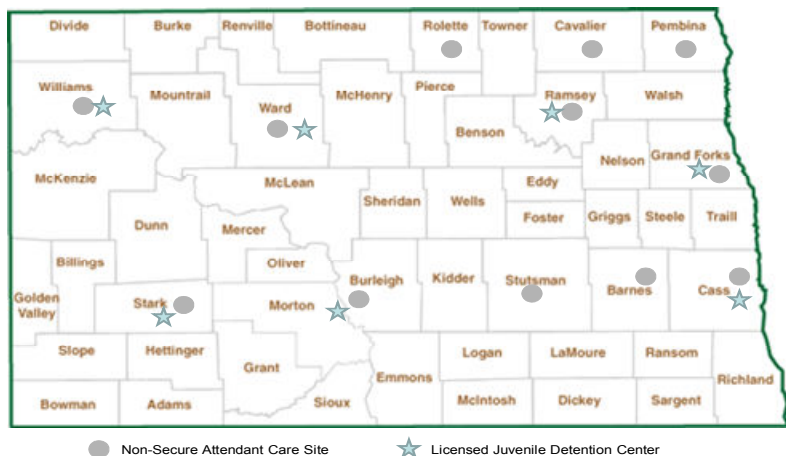 Divide
Burke
Renville
Bottineau
Rolette
Towner
Cavalier
Pembina
Williams
Mountrail
Ward
McHenry
Pierce
Ramsey
Walsh
Benson
Nelson
Grand Forks
McKenzie
McLean
Sheridan
Wells
Eddy
Foster
Griggs
Steele
Traill
Dunn
Mercer
Oliver
Billings
Golden
Valley
Stark
Morton
Burleigh
Kidder
Stutsman
Barnes
Cass
Slope
Hettinger
Grant
Emmons
Logan
LaMoure
Ransom
Richland
Bowman
Adams
Sioux
McIntosh
Dickey
Sargent
Non-Secure Attendant Care Site
Licensed Juvenile Detention Center